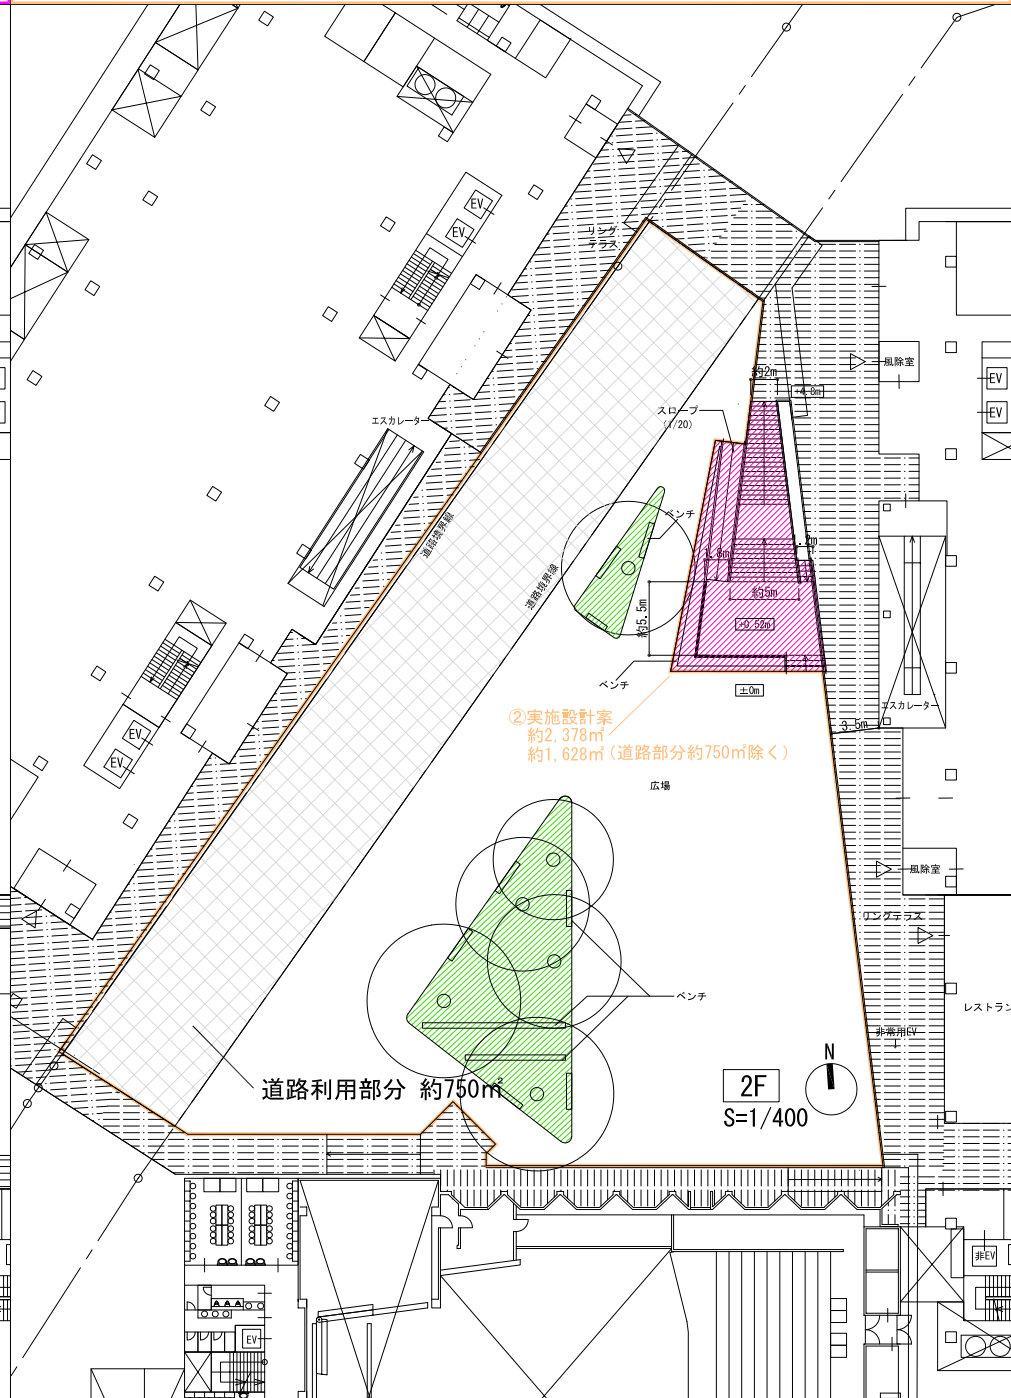 EV
EV
リング
テラス
風除室
約2m
+4.8m
EV
EV
スロープ
(1/20)
エスカレーター
ベンチ
道路境界線
道路境界線
1.8m
約5m
約5.5m
+0.52m
ベンチ
±0m
エスカレーター
3.5m
②実施設計案
約2,378㎡
約1,628㎡(道路部分約750㎡除く)
EV
EV
広場
風除室
リングテラス
ベンチ
レストラン
非常用EV
道路利用部分 約750㎡
N
2F
S=1/400
非EV
EV